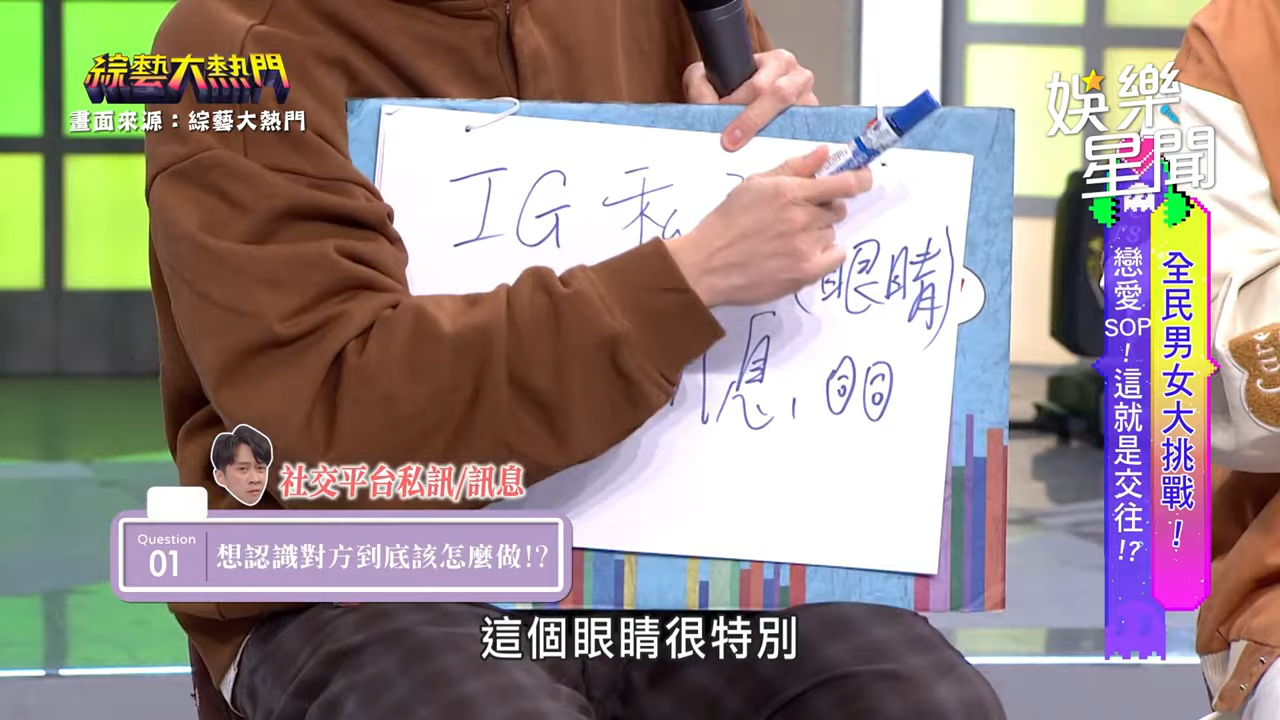 綜藝大熱門
畫面來源：綜藝大熱門
娛樂星聞
全民男女大挑戰！
戀愛SOP！這就是交往!?
IG 私
(眼睛)
息,
社交平台私訊/訊息
Question 01
想認識對方到底該怎麼做!?
這個眼睛很特別